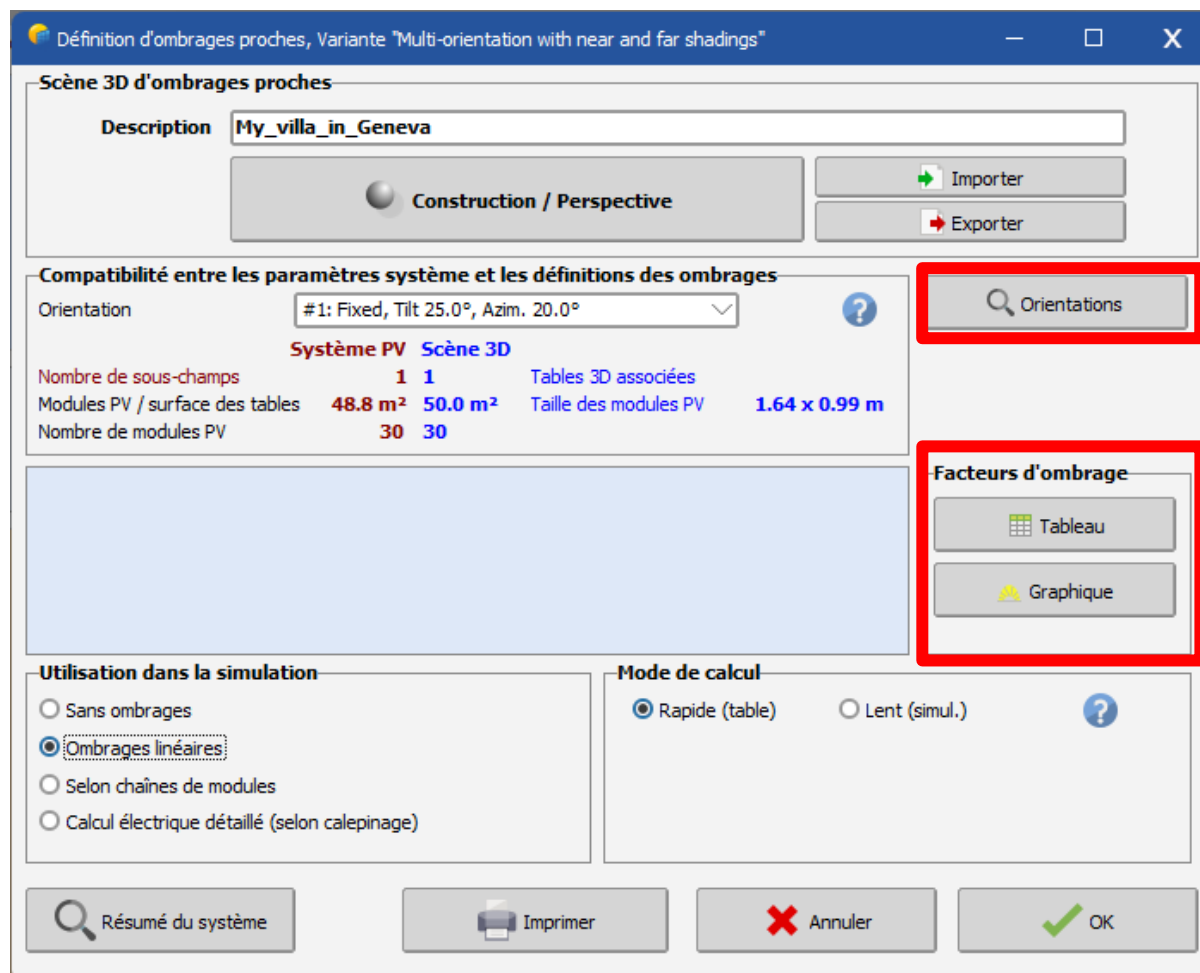 Définition d'ombrages proches, Variante "Multi-orientation with near and far shadings"
Scène 3D d'ombrages proches
Description My_villa_in_Geneva
Construction / Perspective
Importer
Exporter
Compatibilité entre les paramètres système et les définitions des ombrages
Orientation #1: Fixed, Tilt 25.0°, Azim. 20.0°
Orientations
Système PV Scène 3D
Nombre de sous-champs 1 1 Tables 3D associées
Modules PV / surface des tables 48.8 m² 50.0 m² Taille des modules PV 1.64 x 0.99 m
Nombre de modules PV 30 30
Facteurs d'ombrage
Tableau
Graphique
Utilisation dans la simulation
Sans ombrages
Ombrages linéaires
Selon chaînes de modules
Calcul électrique détaillé (selon calepinage)
Mode de calcul
Rapide (table) Lent (simul.)
Résumé du système Imprimer Annuler OK